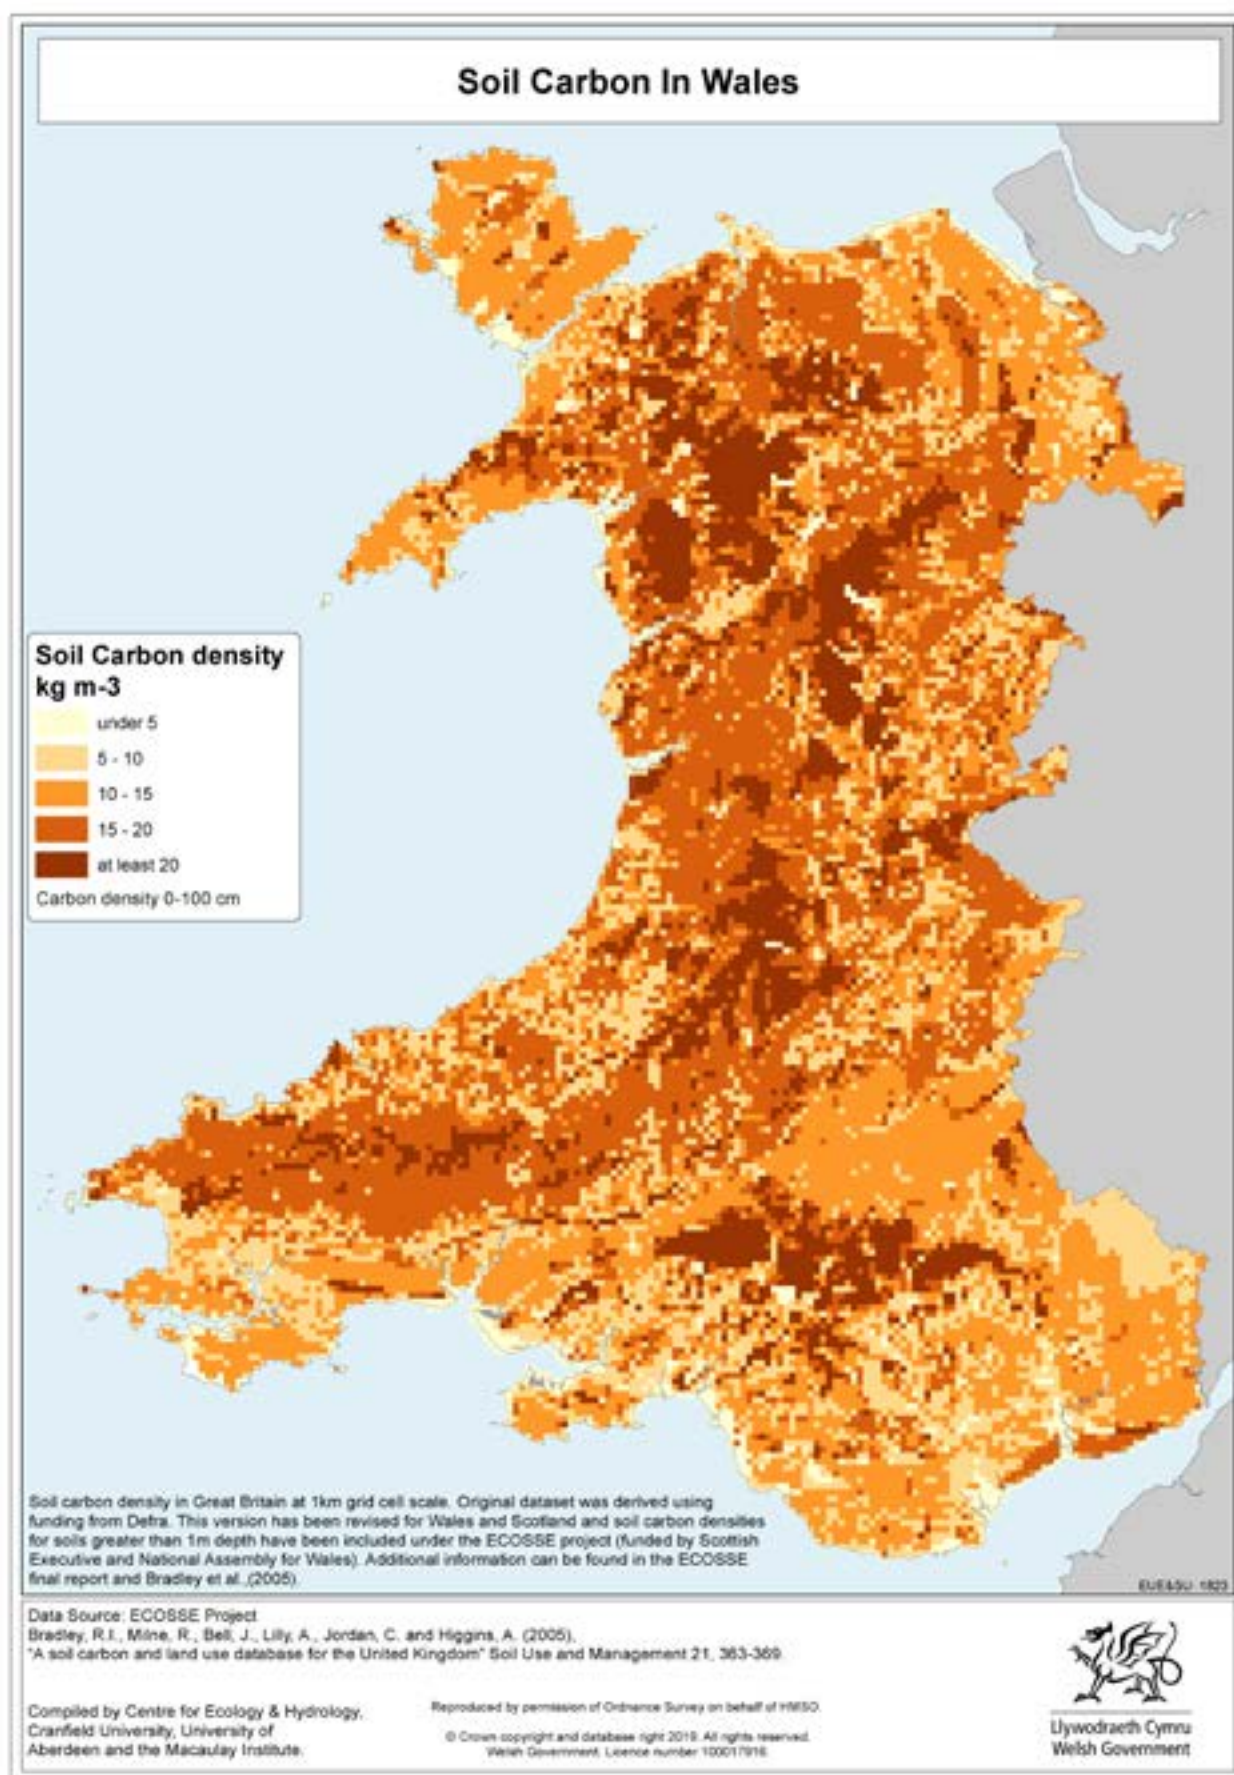 Soil Carbon In Wales
Soil Carbon density
kg m-3
under 5
5 - 10
10 - 15
15 - 20
at least 20
Carbon density 0-100 cm
Soil carbon density in Great Britain at 1km grid cell scale. Original dataset was derived using
funding from Defra. This version has been revised for Wales and Scotland and soil carbon densities
for soils greater than 1m depth have been included under the ECOSSE project (funded by Scottish
Executive and National Assembly for Wales). Additional information can be found in the ECOSSE
final report and Bradley et al.,(2005).
Data Source: ECOSSE Project
Bradley, R.I., Milne, R., Bell, J., Lilly, A., Jordan, C. and Higgins, A. (2005),
"A soil carbon and land use database for the United Kingdom" Soil Use and Management 21, 363-369.
Compiled by Centre for Ecology & Hydrology,
Cranfield University, University of
Aberdeen and the Macaulay Institute.
Reproduced by permission of Ordnance Survey on behalf of HMSO.
© Crown copyright and database right 2019. All rights reserved.
Welsh Government. Licence number 100017916
Llywodraeth Cymru
Welsh Government